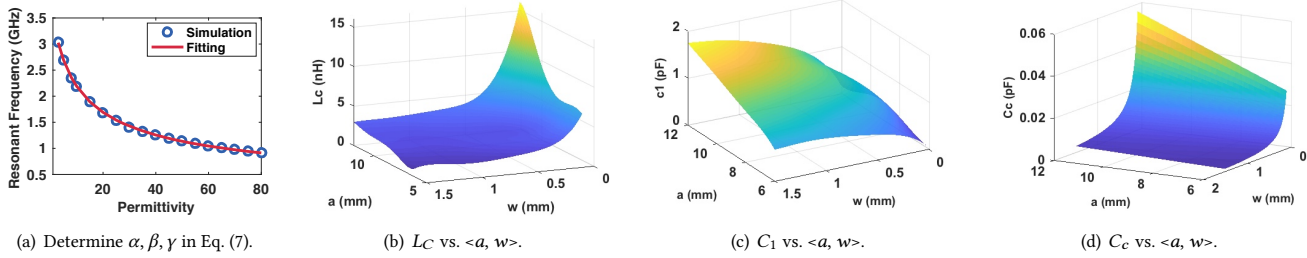 Resonant Frequency (GHz)
3.5
3
2.5
2
1.5
1
0.5
Simulation
Fitting
20
40
60
80
Permittivity
(a) Determine α, β, γ in Eq. (7).
Lc (nH)
15
10
5
0
10
5
a (mm)
1.5
1
0.5
0
w (mm)
(b) L_C vs. <a, w>.
c1 (pF)
2
1
0
12
10
8
6
a (mm)
1.5
1
0.5
0
w (mm)
(c) C₁ vs. <a, w>.
Cc (pF)
0.06
0.04
0.02
0
12
10
8
6
a (mm)
2
1
0
w (mm)
(d) C_c vs. <a, w>.